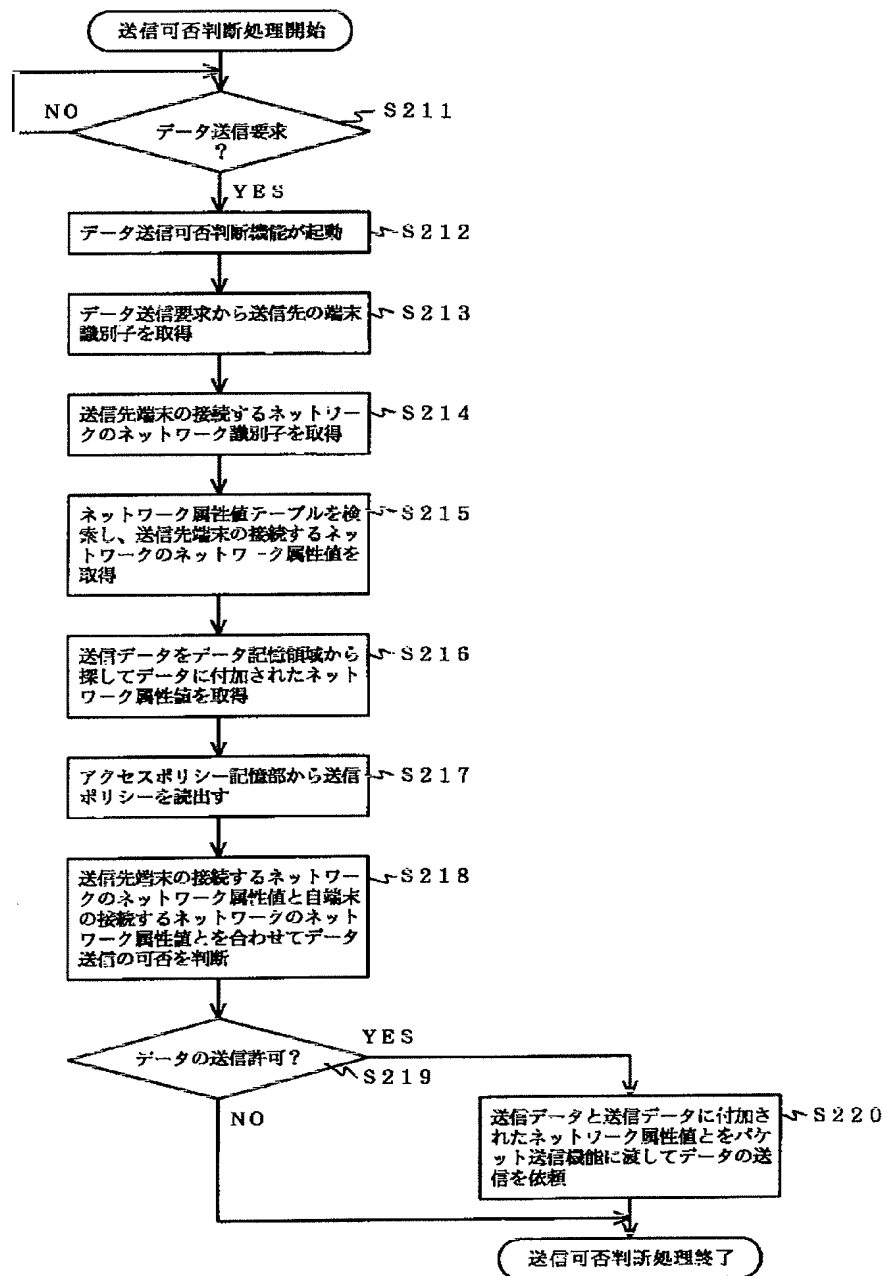 送信可否判断処理開始
NO
S211
データ送信要求
?
YES
データ送信可否判断機能が起動
S212
データ送信要求から送信先の端末
識別子を取得
S213
送信先端末の接続するネットワー
クのネットワーク識別子を取得
S214
ネットワーク属性値テーブルを検
索し、送信先端末の接続するネッ
トワークのネットワーク属性値を
取得
S215
送信データをデータ記憶領域から
探してデータに付加されたネット
ワーク属性値を取得
S216
アクセスポリシー記憶部から送信
ポリシーを読出す
S217
送信先端末の接続するネットワー
クのネットワーク属性値と自端末
の接続するネットワークのネット
ワーク属性値とを合わせてデータ
送信の可否を判断
S218
YES
データの送信許可?
S219
NO
送信データと送信データに付加さ
れたネットワーク属性値とをパケ
ット送信機能に渡してデータの送
信を依頼
S220
送信可否判断処理終了